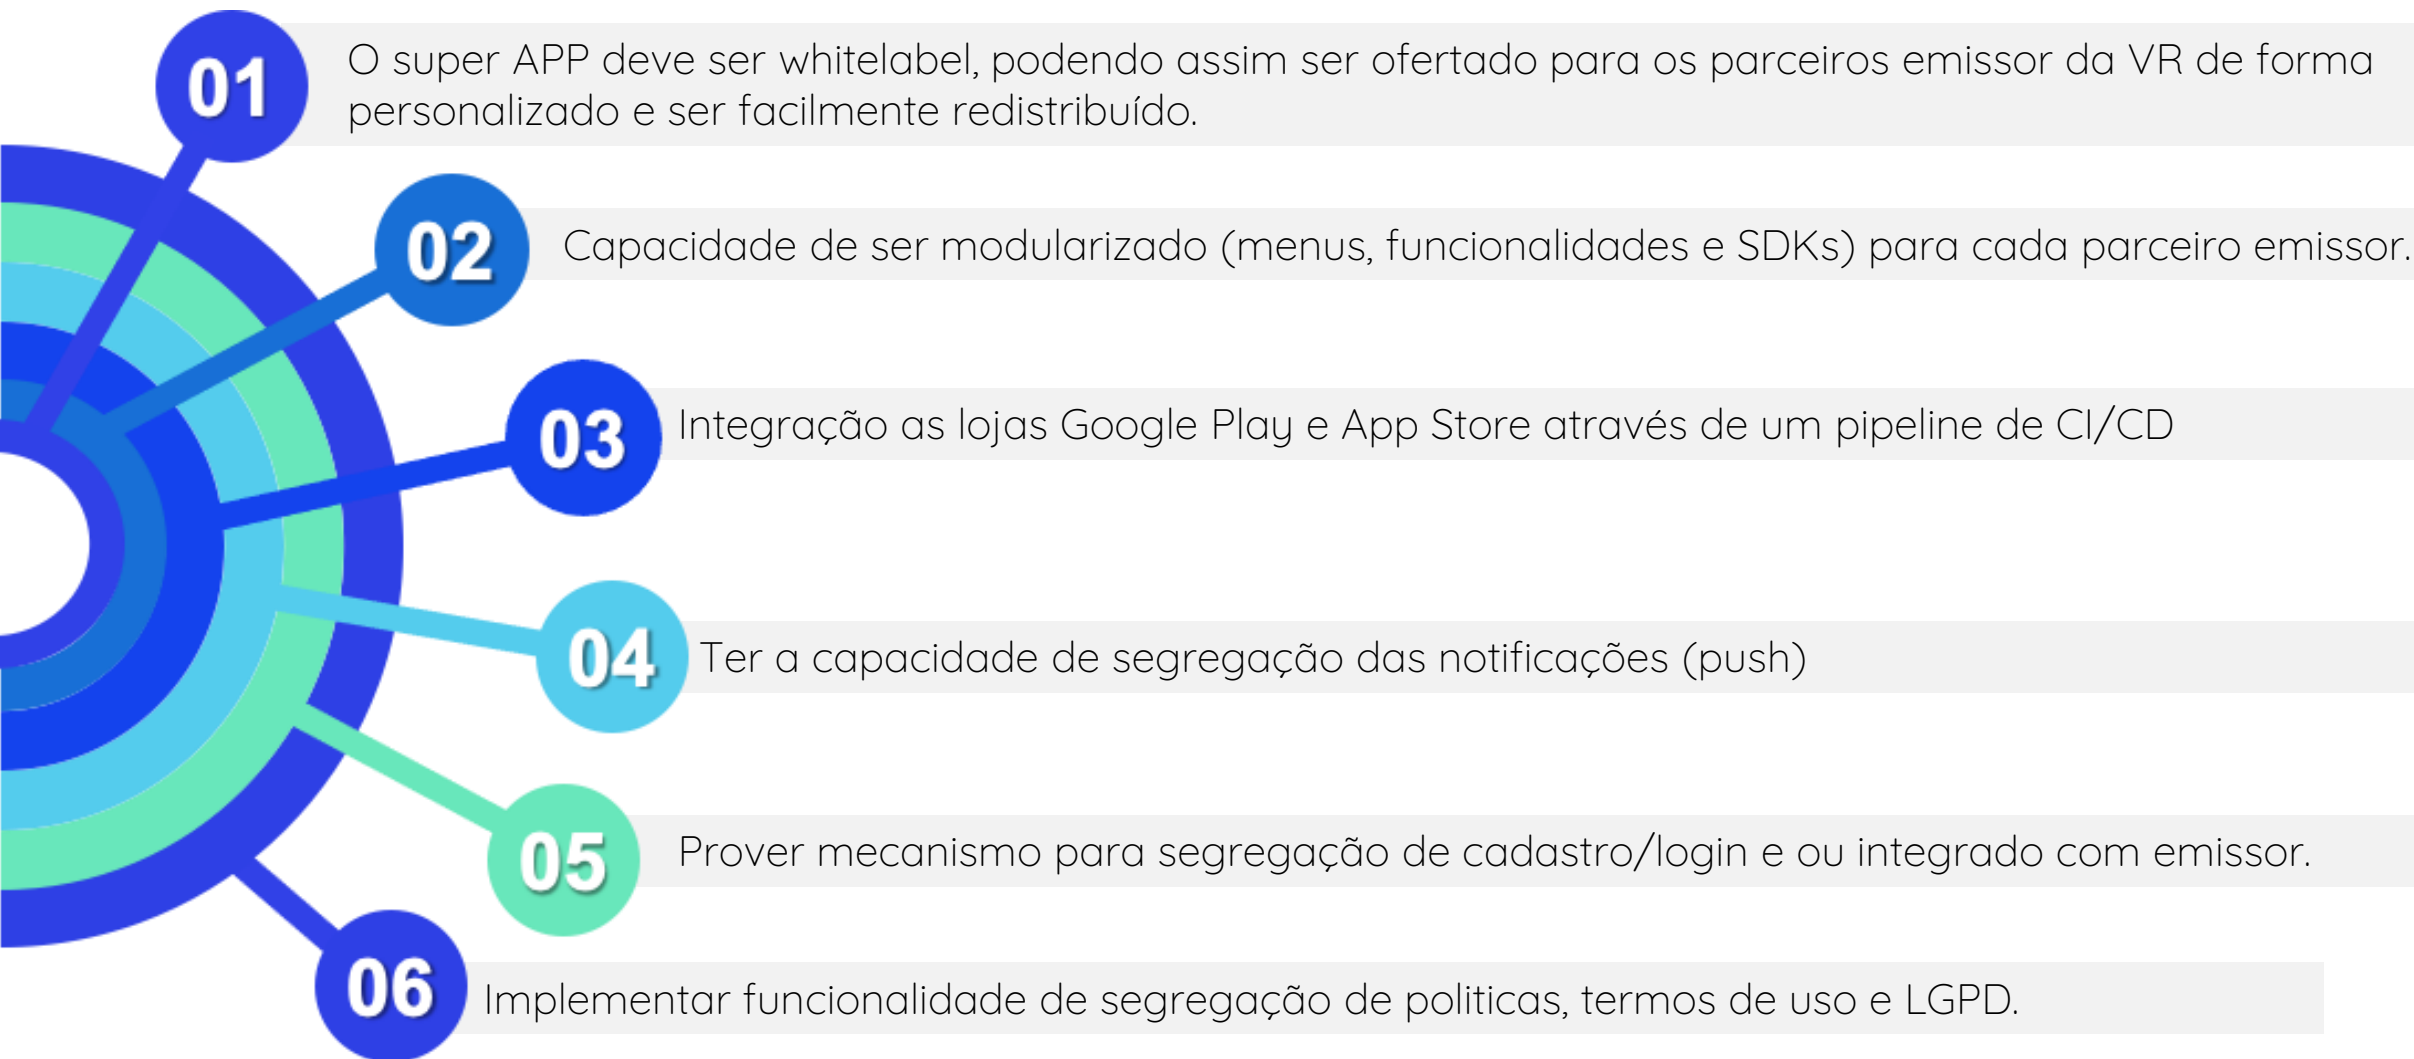 01
O super APP deve ser whitelabel, podendo assim ser ofertado para os parceiros emissor da VR de forma
personalizado e ser facilmente redistribuído.
02
Capacidade de ser modularizado (menus, funcionalidades e SDKs) para cada parceiro emissor.
03
Integração as lojas Google Play e App Store através de um pipeline de CI/CD
04
Ter a capacidade de segregação das notificações (push)
05
Prover mecanismo para segregação de cadastro/login e ou integrado com emissor.
06
Implementar funcionalidade de segregação de politicas, termos de uso e LGPD.